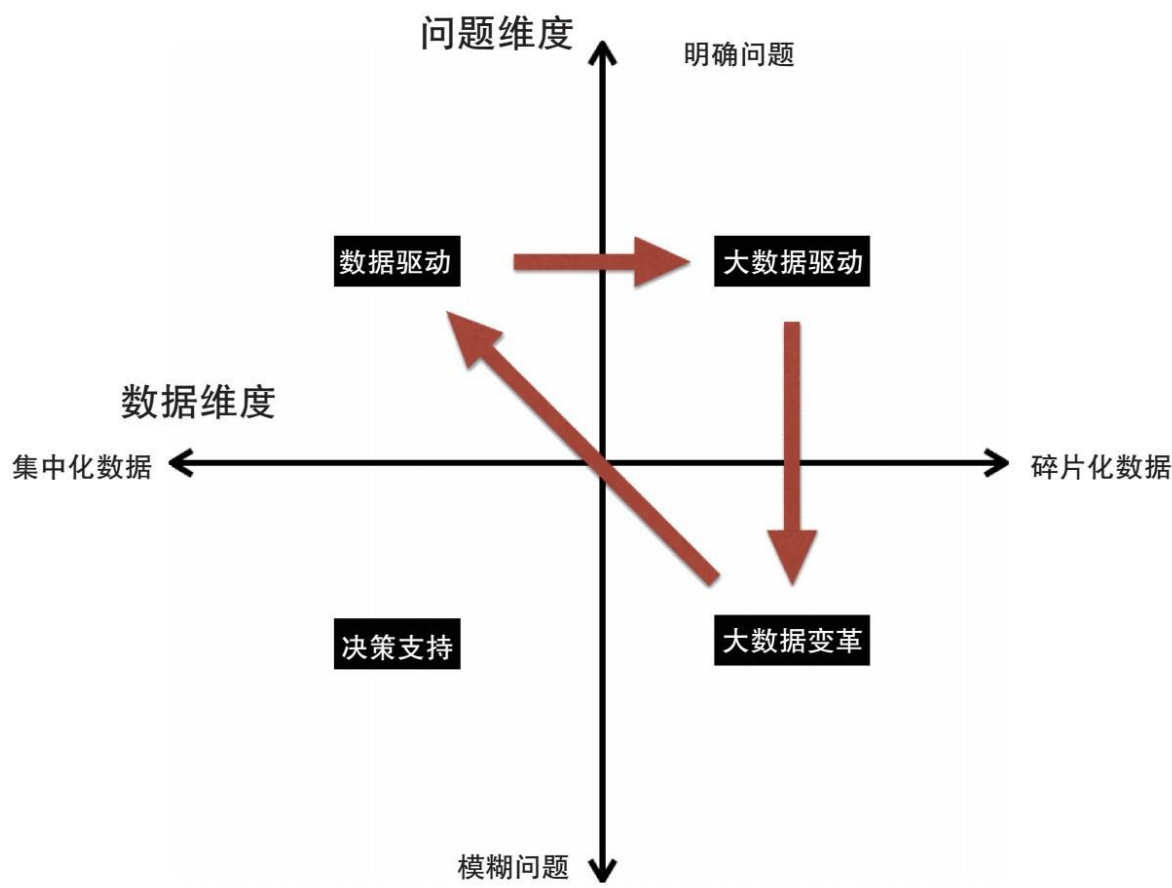 问题维度
明确问题
数据驱动
大数据驱动
数据维度
集中化数据
碎片化数据
决策支持
大数据变革
模糊问题